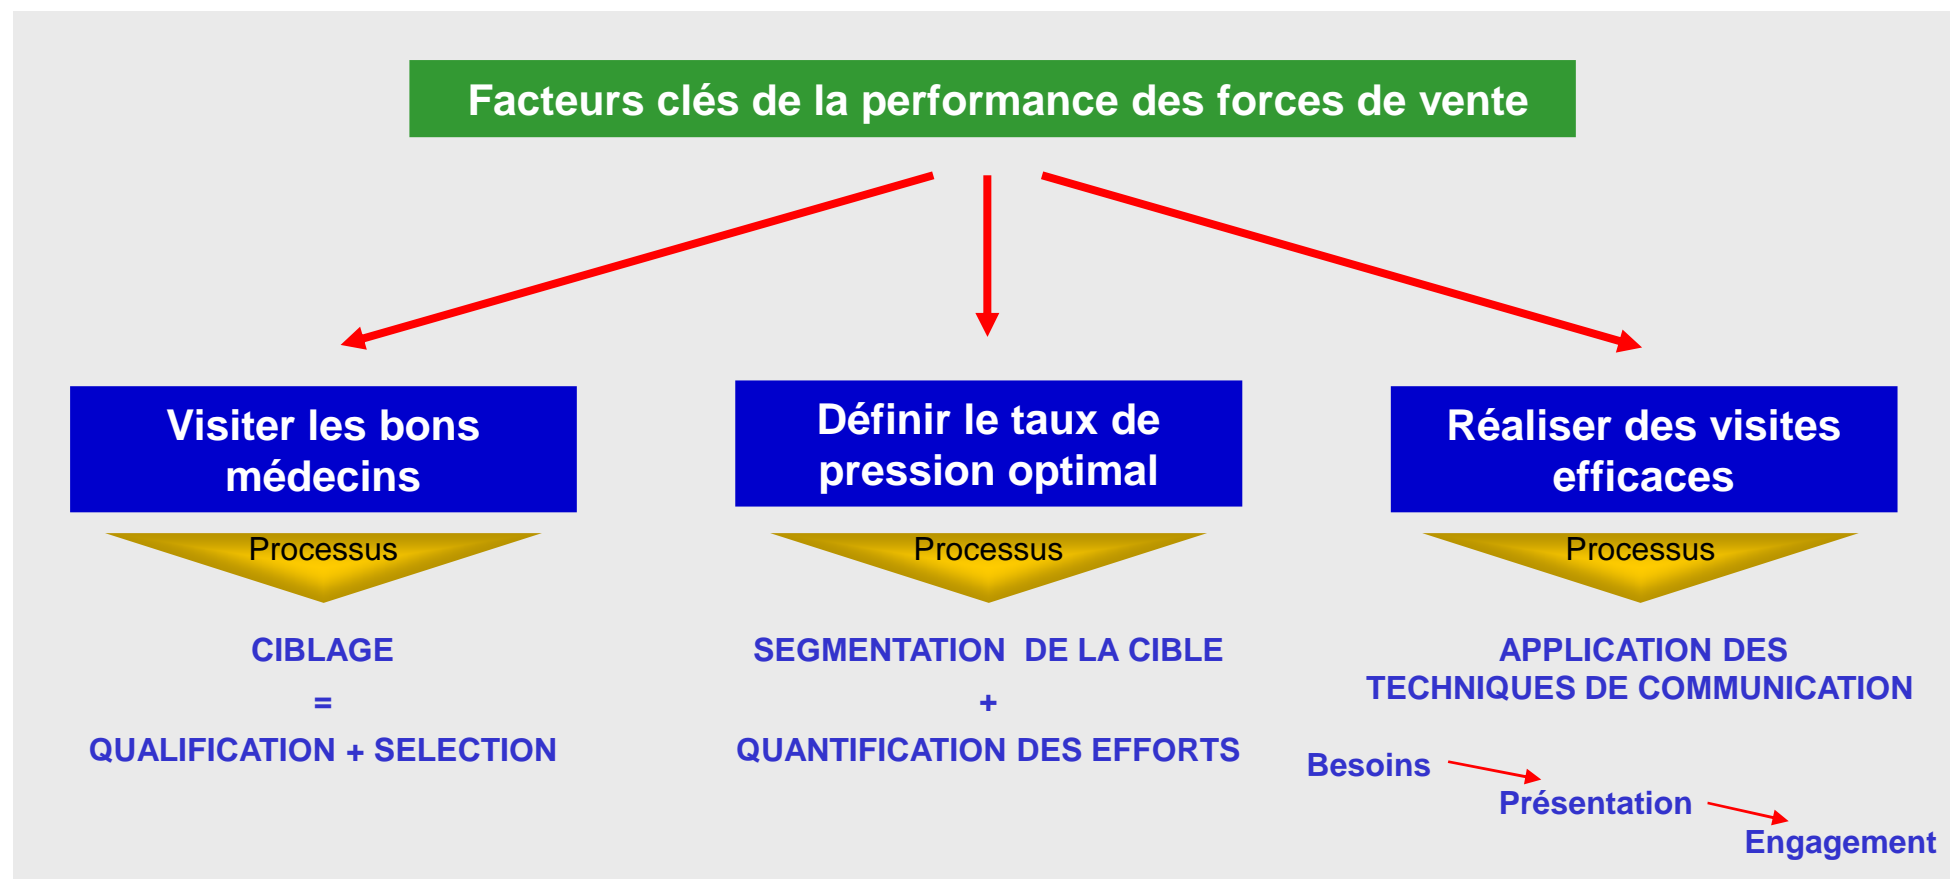 Facteurs clés de la performance des forces de vente
Visiter les bons
médecins
Processus
CIBLAGE
=
QUALIFICATION + SELECTION
Définir le taux de
pression optimal
Processus
SEGMENTATION DE LA CIBLE
+
QUANTIFICATION DES EFFORTS
Réaliser des visites
efficaces
Processus
APPLICATION DES
TECHNIQUES DE COMMUNICATION
Besoins
Présentation
Engagement